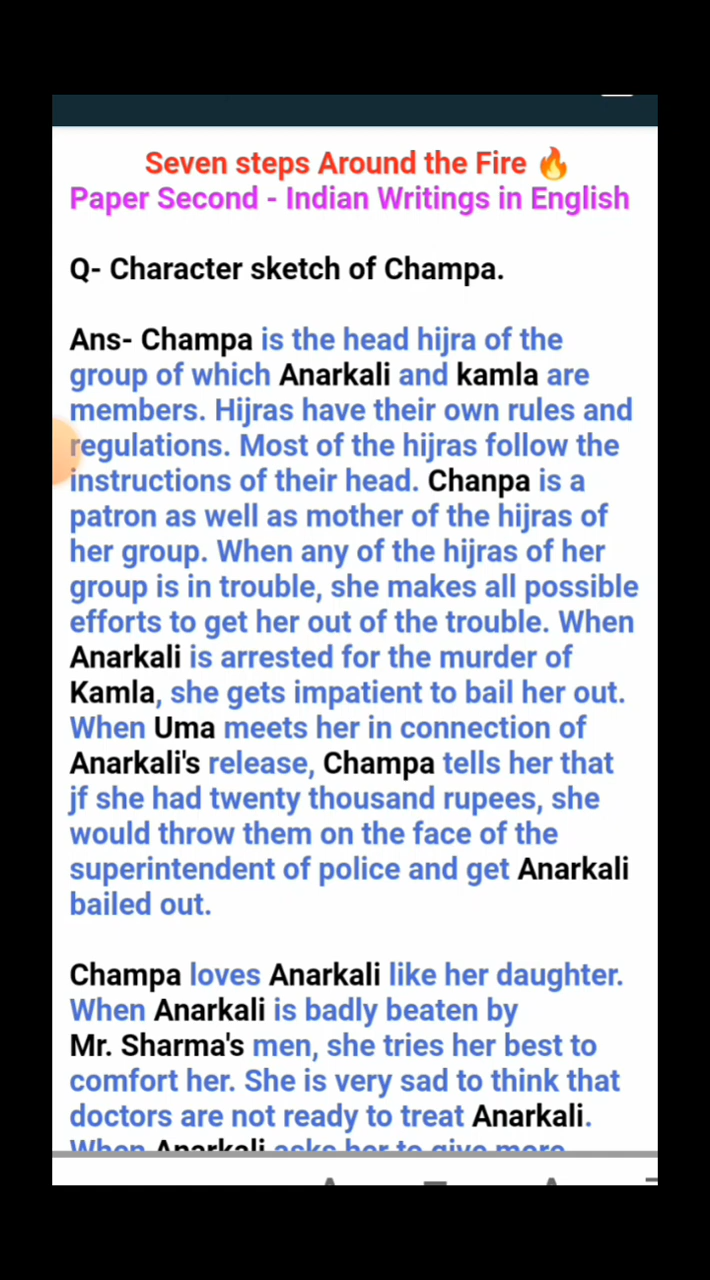 Seven steps Around the Fire 🔥
Paper Second - Indian Writings in English
Q- Character sketch of Champa.
Ans- Champa is the head hijra of the
group of which Anarkali and kamla are
members. Hijras have their own rules and
regulations. Most of the hijras follow the
instructions of their head. Chanpa is a
patron as well as mother of the hijras of
her group. When any of the hijras of her
group is in trouble, she makes all possible
efforts to get her out of the trouble. When
Anarkali is arrested for the murder of
Kamla, she gets impatient to bail her out.
When Uma meets her in connection of
Anarkali's release, Champa tells her that
jf she had twenty thousand rupees, she
would throw them on the face of the
superintendent of police and get Anarkali
bailed out.
Champa loves Anarkali like her daughter.
When Anarkali is badly beaten by
Mr. Sharma's men, she tries her best to
comfort her. She is very sad to think that
doctors are not ready to treat Anarkali.
When Anarkali asks her to give more